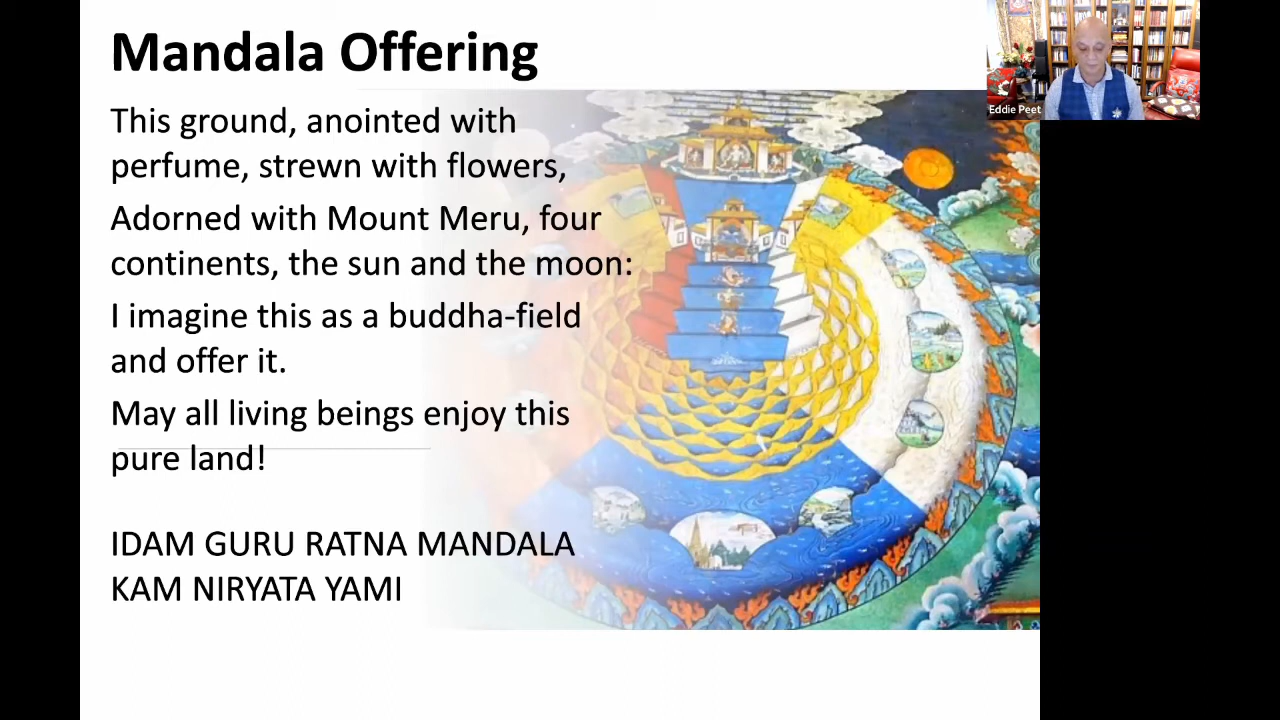 Mandala Offering
This ground, anointed with
perfume, strewn with flowers,
Adorned with Mount Meru, four
continents, the sun and the moon:
I imagine this as a buddha-field
and offer it.
May all living beings enjoy this
pure land!
IDAM GURU RATNA MANDALA
KAM NIRYATA YAMI
Eddie Peet